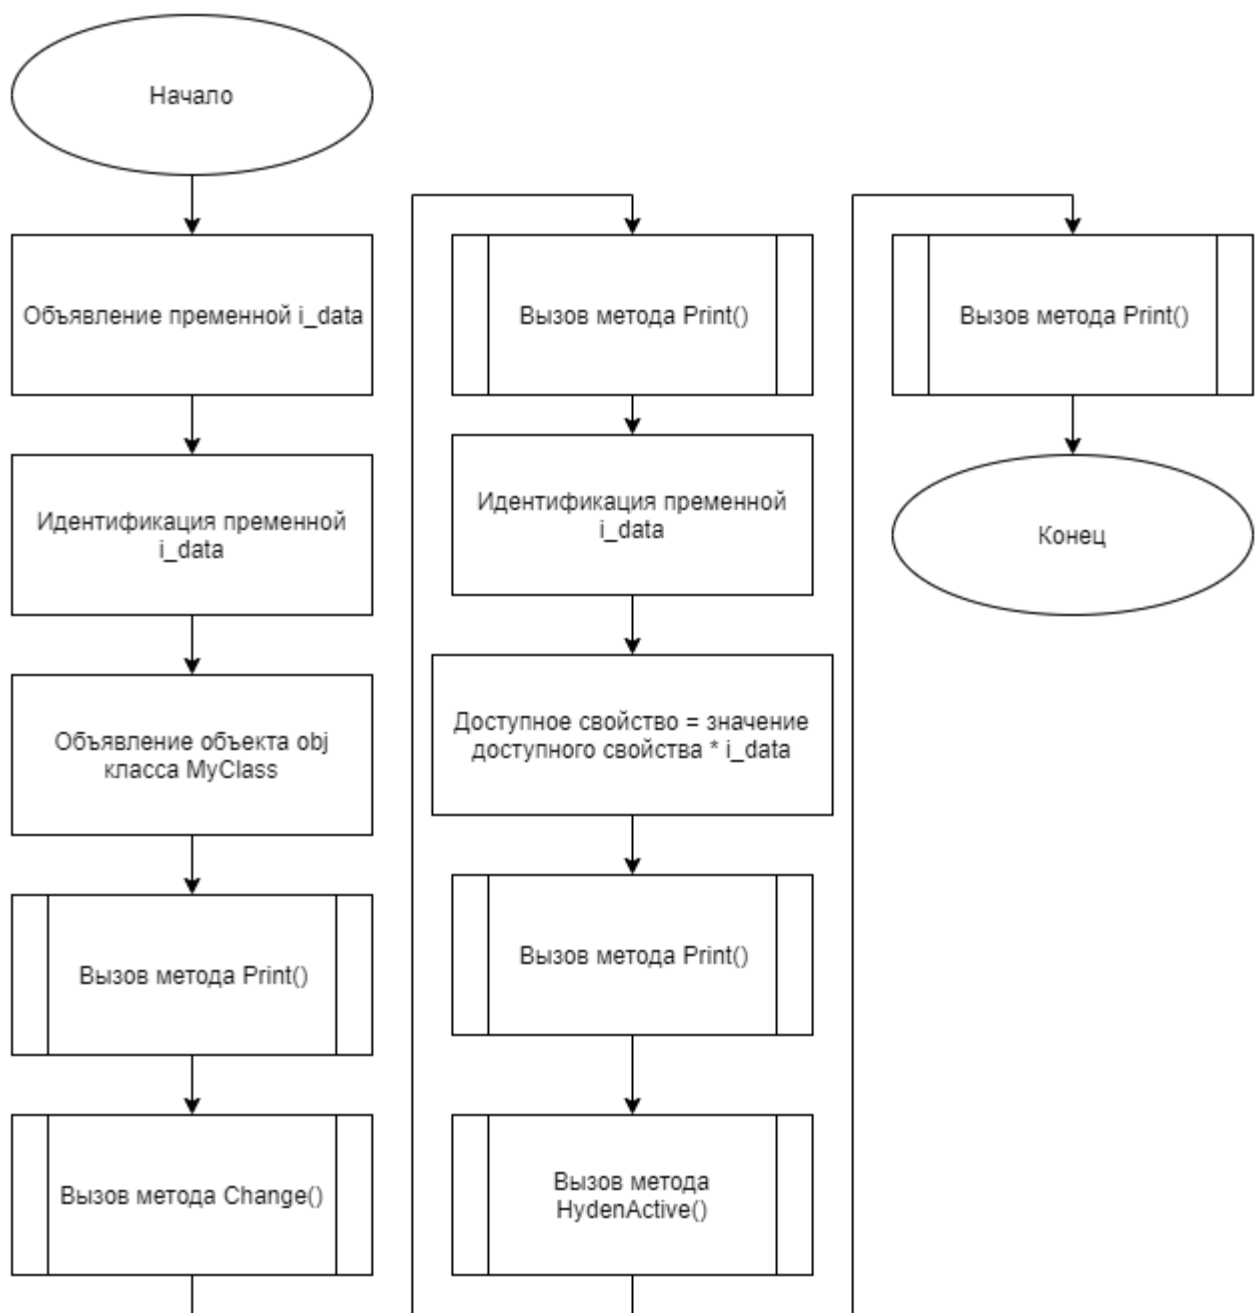 Начало
Объявление пременной i_data
Идентификация пременной
i_data
Объявление объекта obj
класса MyClass
Вызов метода Print()
Вызов метода Change()
Вызов метода Print()
Идентификация пременной
i_data
Доступное свойство = значение
доступного свойства * i_data
Вызов метода Print()
Вызов метода
HydenActive()
Вызов метода Print()
Конец